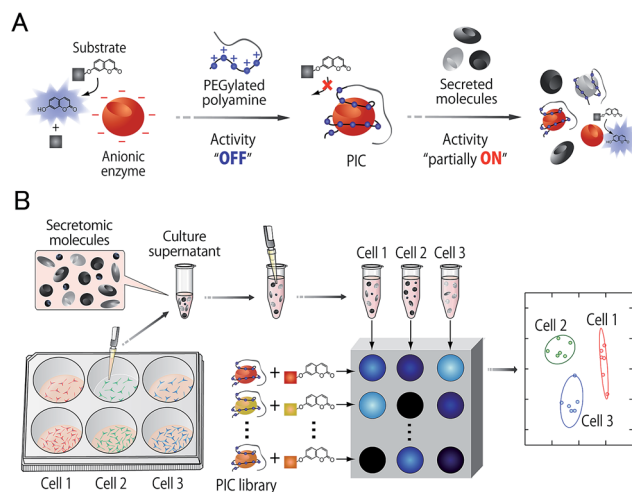 A
Substrate
O
O
O
HO
O
O
+
Anionic
enzyme
PEGylated
polyamine
Activity
"OFF"
O
O
O
PIC
Secreted
molecules
Activity
"partially ON"
B
Secretomic
molecules
Culture
supernatant
Cell 1
Cell 2
Cell 3
Cell 1 Cell 2 Cell 3
+
O
O
O
+
O
O
O
+
O
O
O
PIC library
Cell 1
Cell 2
Cell 3